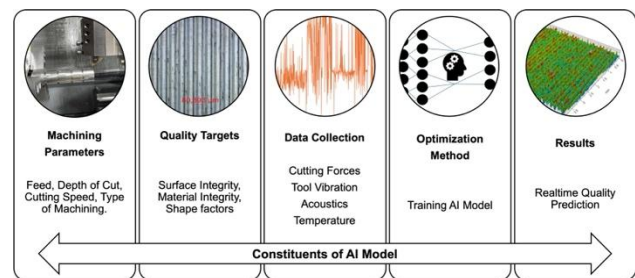 Machining
Parameters
Feed, Depth of Cut,
Cutting Speed, Type
of Machining.
Quality Targets
Surface Integrity,
Material Integrity,
Shape factors
Data Collection
Cutting Forces
Tool Vibration
Acoustics
Temperature
Optimization
Method
Training AI Model
Results
Realtime Quality
Prediction
Constituents of AI Model